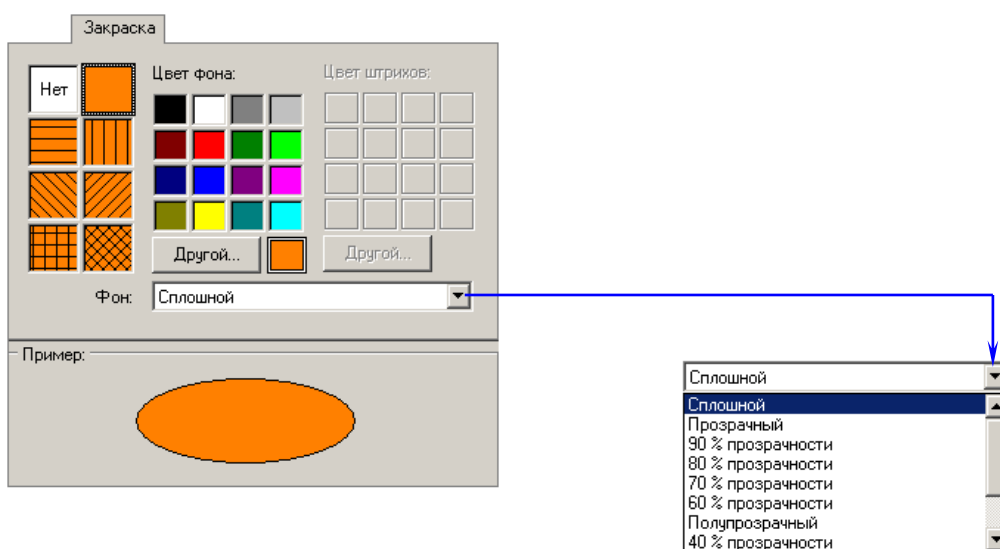 Закраска
Нет
Цвет фона:
Цвет штрихов:
Другой...
Другой...
Фон:
Сплошной
Пример:
Сплошной
Сплошной
Прозрачный
90 % прозрачности
80 % прозрачности
70 % прозрачности
60 % прозрачности
Полупрозрачный
40 % прозрачности